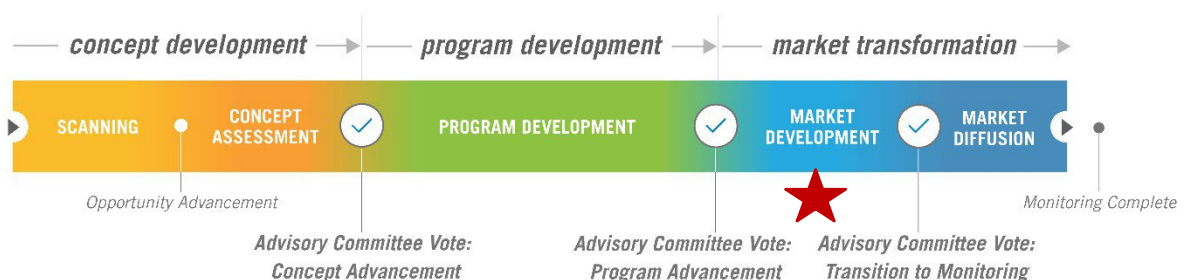 concept development
program development
market transformation
SCANNING
CONCEPT
ASSESSMENT
PROGRAM DEVELOPMENT
MARKET
DEVELOPMENT
MARKET
DIFFUSION
Opportunity Advancement
Monitoring Complete
Advisory Committee Vote:
Concept Advancement
Advisory Committee Vote:
Program Advancement
Advisory Committee Vote:
Transition to Monitoring